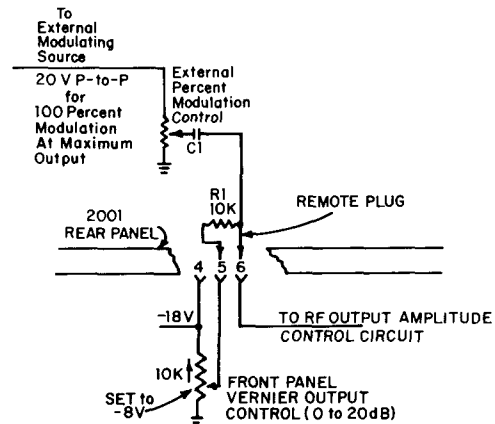 To
External
Modulating
Source
20 V P-to-P
for
100 Percent
Modulation
At Maximum
Output
External
Percent
Modulation
Control
C1
R1
10K
REMOTE PLUG
2001
REAR PANEL
4 5 6
-18V
TO RF OUTPUT AMPLITUDE
CONTROL CIRCUIT
10K
SET to
-8V
FRONT PANEL
VERNIER OUTPUT
CONTROL (0 to 20dB)